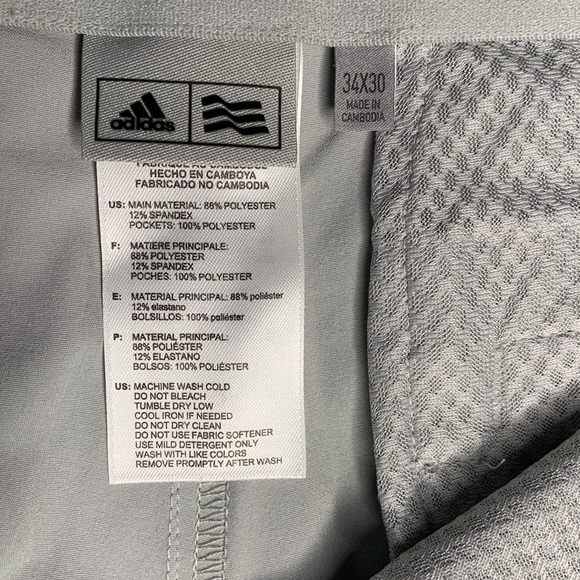 adidas
34X30
MADE IN
CAMBODIA
FABRIQUÉ AU CAMBODGE
HECHO EN CAMBOYA
FABRICADO NO CAMBODIA
US: MAIN MATERIAL: 88% POLYESTER
12% SPANDEX
POCKETS: 100% POLYESTER
F: MATIERE PRINCIPALE:
88% POLYESTER
12% SPANDEX
POCHES: 100% POLYESTER
E: MATERIAL PRINCIPAL: 88% poliéster
12% elastano
BOLSILLOS: 100% poliéster
P: MATERIAL PRINCIPAL:
88% POLIÉSTER
12% ELASTANO
BOLSOS: 100% POLIÉSTER
US: MACHINE WASH COLD
DO NOT BLEACH
TUMBLE DRY LOW
COOL IRON IF NEEDED
DO NOT DRY CLEAN
DO NOT USE FABRIC SOFTENER
USE MILD DETERGENT ONLY
WASH WITH LIKE COLORS
REMOVE PROMPTLY AFTER WASH